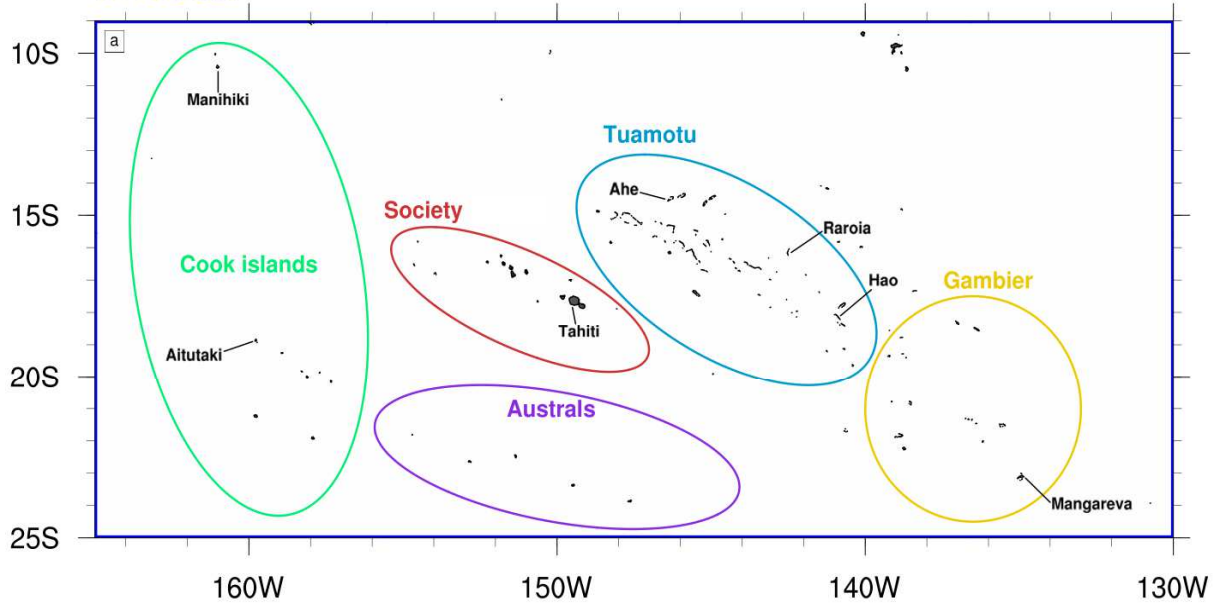 a
10S
Manihiki
Tuamotu
Ahe
15S
Society
Raroia
Cook islands
Hao
Gambier
Tahiti
Aitutaki
20S
Australs
Mangareva
25S
160W
150W
140W
130W